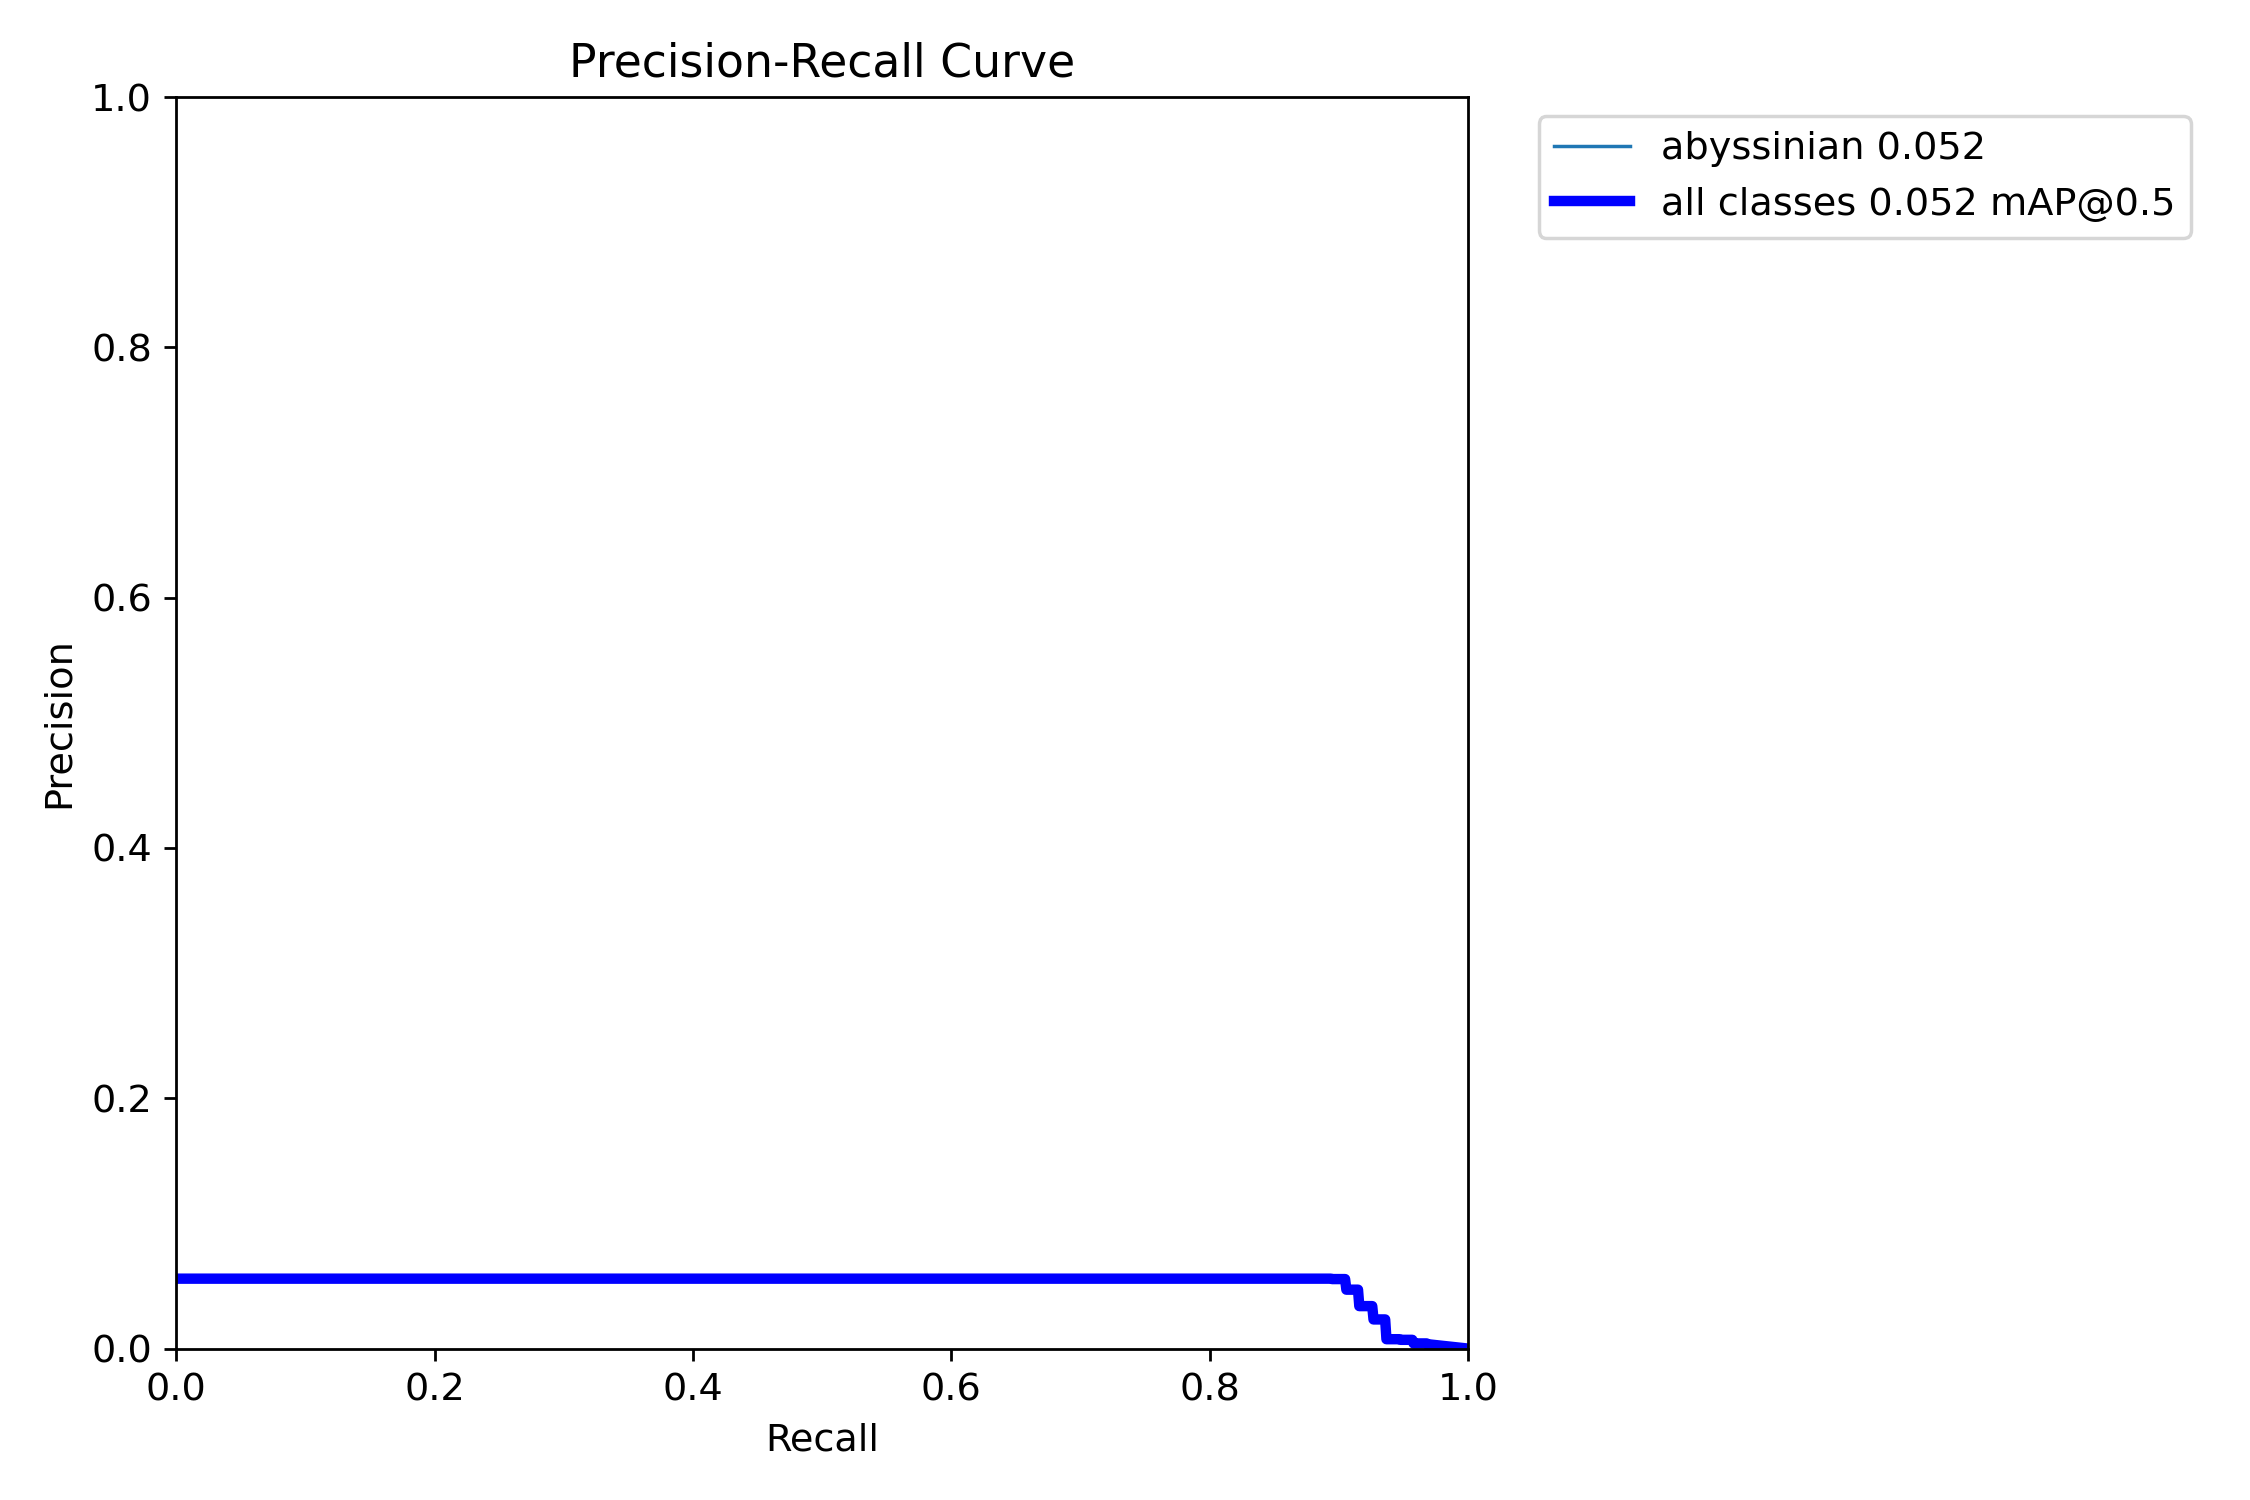 Precision-Recall Curve
1.0
0.8
0.6
0.4
0.2
0.0
Precision
0.0 0.2 0.4 0.6 0.8 1.0
Recall
abyssinian 0.052
all classes 0.052 mAP@0.5